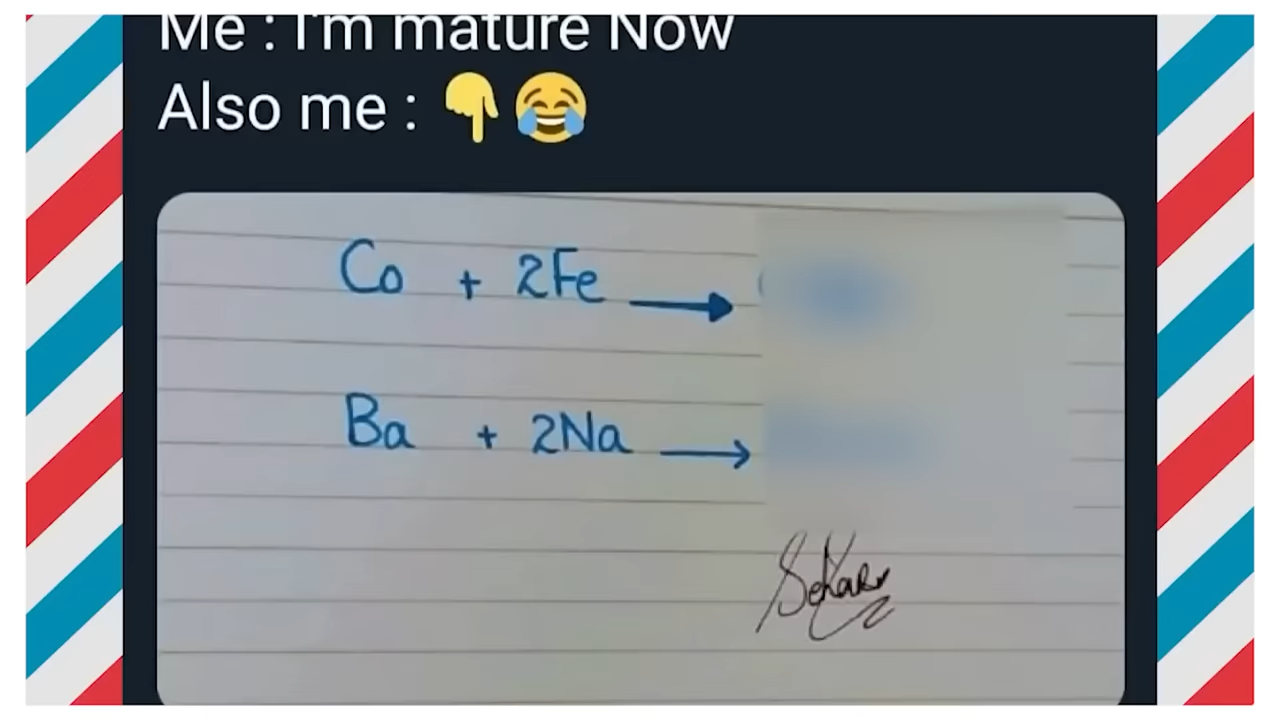 Me : I'm mature Now
Also me : 👇😂
Co + 2Fe →
Ba + 2Na →